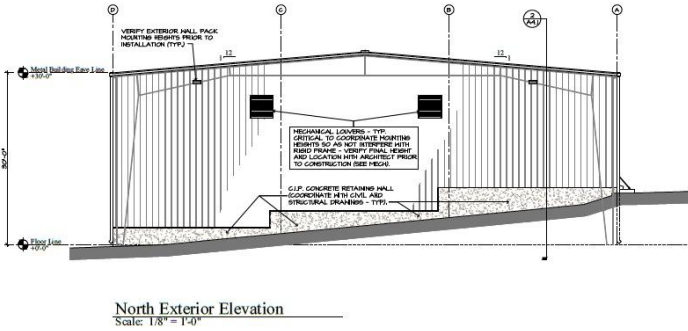 D
C
B
A
2
A4.1
VERIFY EXTERIOR WALL PACK
MOUNTING HEIGHTS PRIOR TO
INSTALLATION (TYP.)
12
1
12
1
Metal Building Eave Line
+30'-0"
30'-0"
MECHANICAL LOUVERS - TYP.
CRITICAL TO COORDINATE MOUNTING
HEIGHTS SO AS NOT INTERFERE WITH
RIGID FRAME - VERIFY FINAL HEIGHT
AND LOCATION WITH ARCHITECT PRIOR
TO CONSTRUCTION (SEE MECH).
C.I.P. CONCRETE RETAINING WALL
(COORDINATE WITH CIVIL AND
STRUCTURAL DRAWINGS - TYP).
Floor Line
+0'-0"
North Exterior Elevation
Scale: 1/8" = 1'-0"